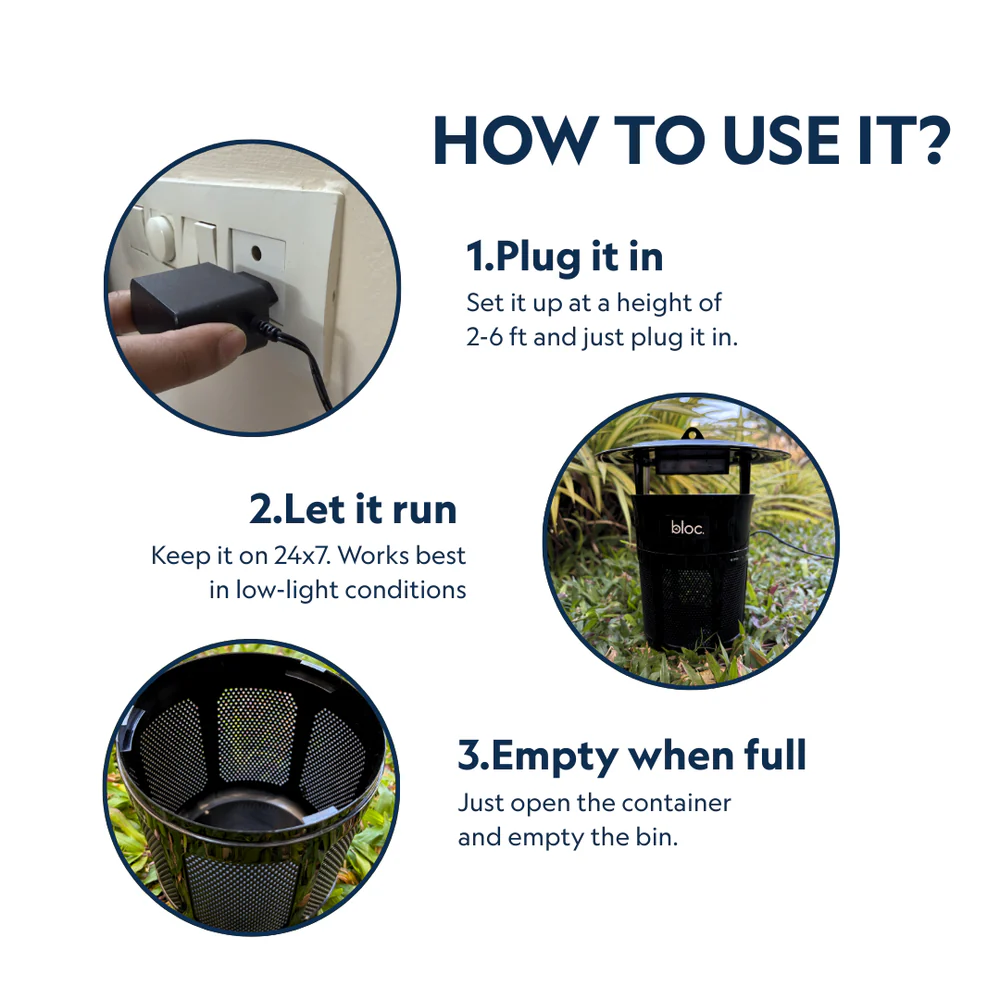 HOW TO USE IT?
1.Plug it in
Set it up at a height of
2-6 ft and just plug it in.
bloc.
2.Let it run
Keep it on 24x7. Works best
in low-light conditions
3.Empty when full
Just open the container
and empty the bin.